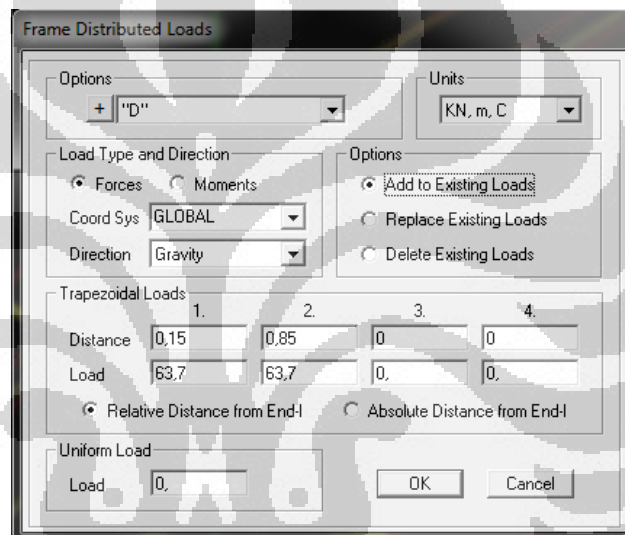 Frame Distributed Loads
Options
+ "D"
Units
KN, m, C
Load Type and Direction
Forces Moments
Coord Sys GLOBAL
Direction Gravity
Options
Add to Existing Loads
Replace Existing Loads
Delete Existing Loads
Trapezoidal Loads
1. 2. 3. 4.
Distance 0,15 0,85 0 0
Load 63,7 63,7 0, 0,
Relative Distance from End-I Absolute Distance from End-I
Uniform Load
Load 0,
OK Cancel